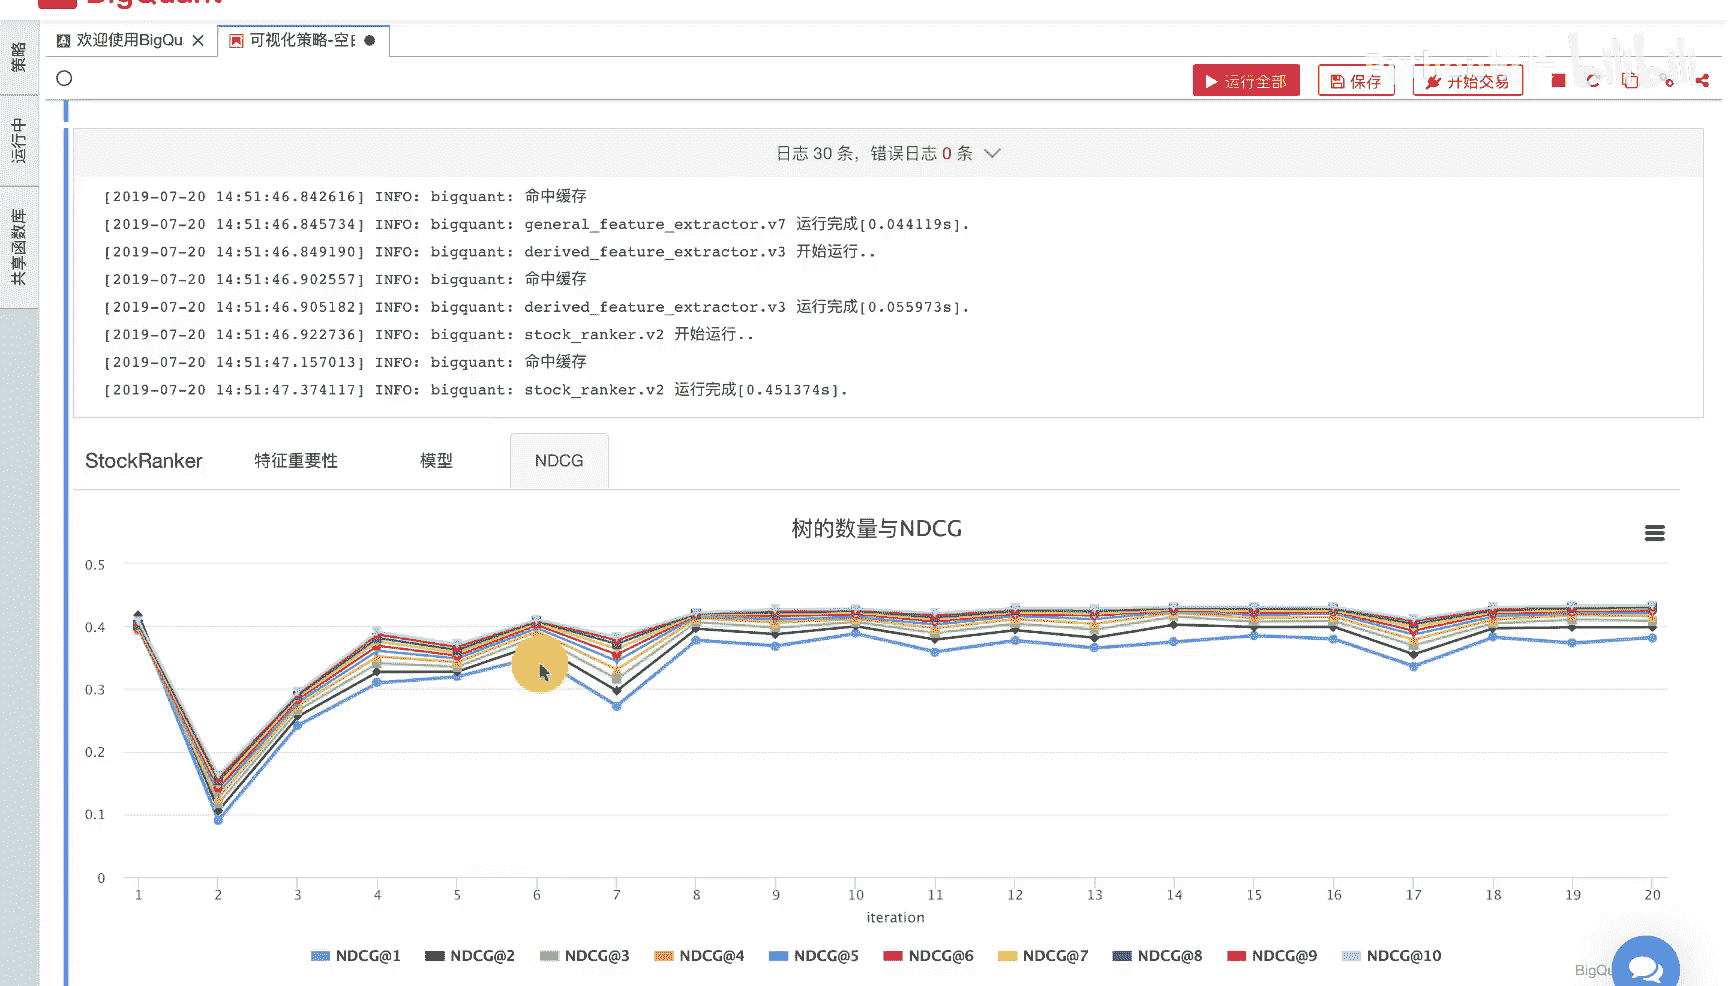 BigQuant
欢迎使用BigQu
可视化策略-空白
策略
运行中
共享函数库
运行全部
保存
开始交易
日志 30 条，错误日志 0 条
[2019-07-20 14:51:46.842616] INFO: bigquant: 命中缓存
[2019-07-20 14:51:46.845734] INFO: bigquant: general_feature_extractor.v7 运行完成[0.044119s].
[2019-07-20 14:51:46.849190] INFO: bigquant: derived_feature_extractor.v3 开始运行..
[2019-07-20 14:51:46.902557] INFO: bigquant: 命中缓存
[2019-07-20 14:51:46.905182] INFO: bigquant: derived_feature_extractor.v3 运行完成[0.055973s].
[2019-07-20 14:51:46.922736] INFO: bigquant: stock_ranker.v2 开始运行..
[2019-07-20 14:51:47.157013] INFO: bigquant: 命中缓存
[2019-07-20 14:51:47.374117] INFO: bigquant: stock_ranker.v2 运行完成[0.451374s].
StockRanker 特征重要性 模型 NDCG
树的数量与NDCG
0.5
0.4
0.3
0.2
0.1
0
1 2 3 4 5 6 7 8 9 10 11 12 13 14 15 16 17 18 19 20
iteration
NDCG@1 NDCG@2 NDCG@3 NDCG@4 NDCG@5 NDCG@6 NDCG@7 NDCG@8 NDCG@9 NDCG@10
BigQu